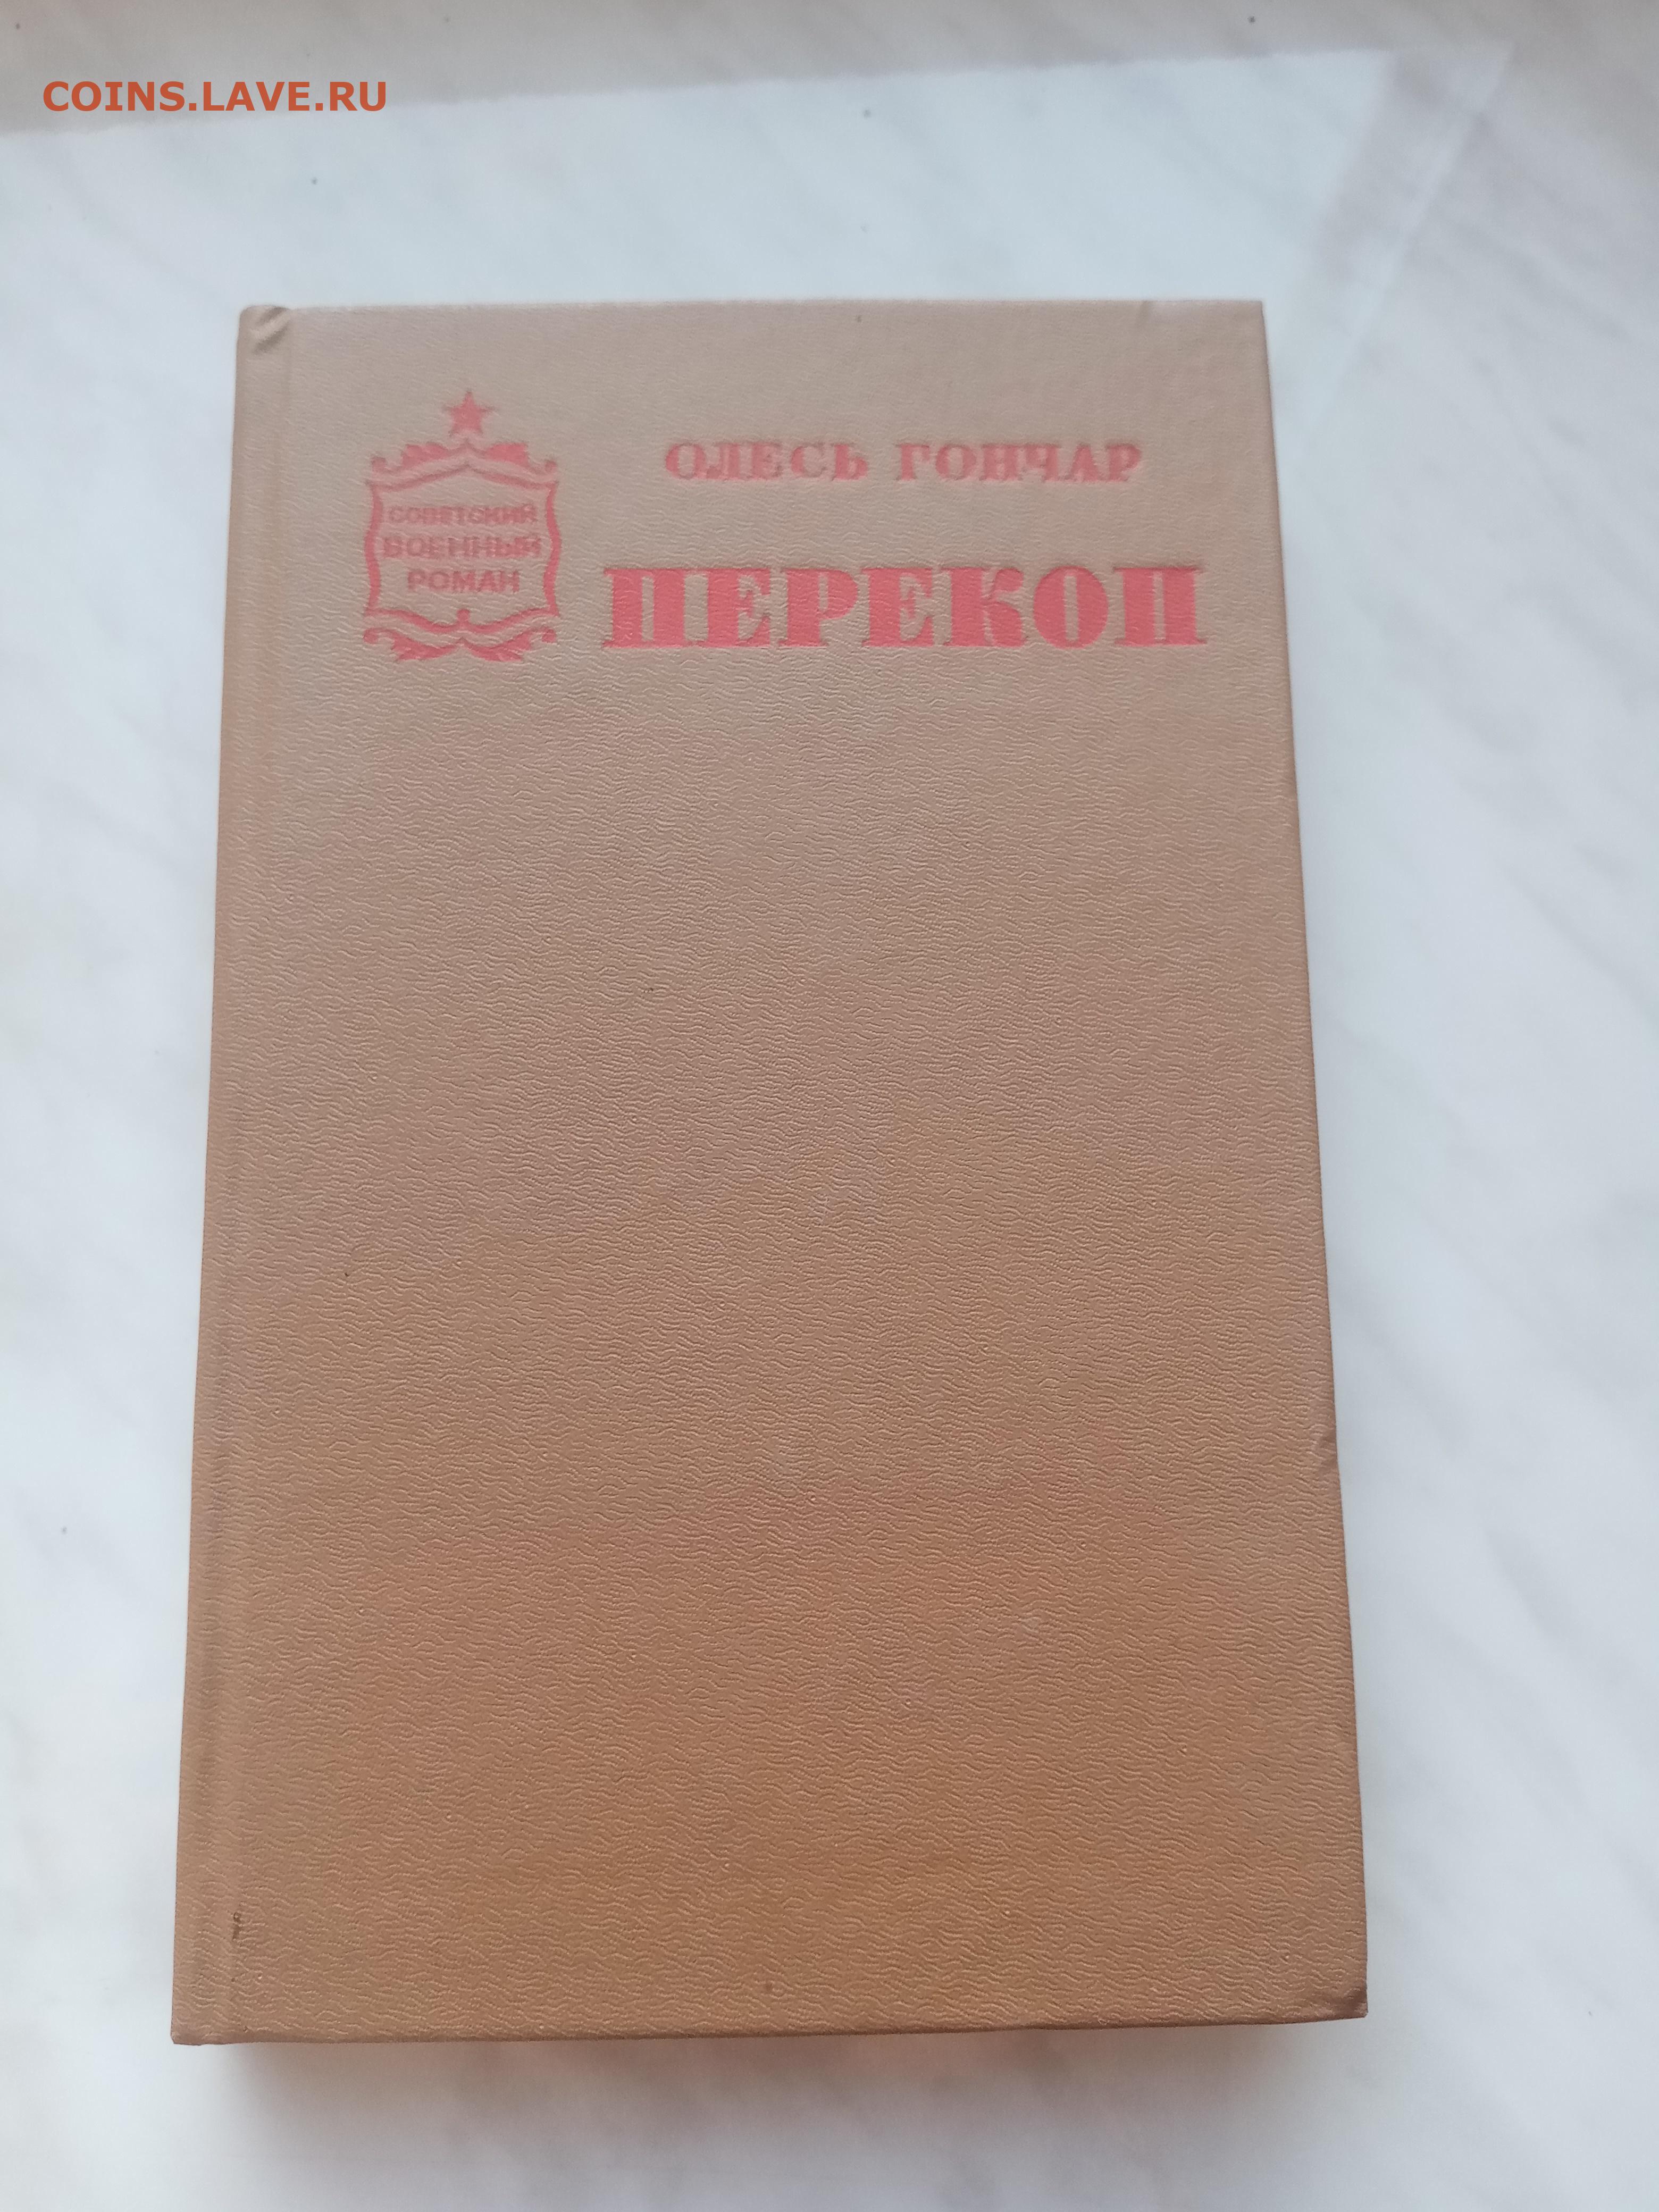 COINS.LAVE.RU
ОЛЕСЬ ГОНЧАР
СОВЕТСКИЙ
ВОЕННЫЙ
РОМАН
ПЕРЕКОП